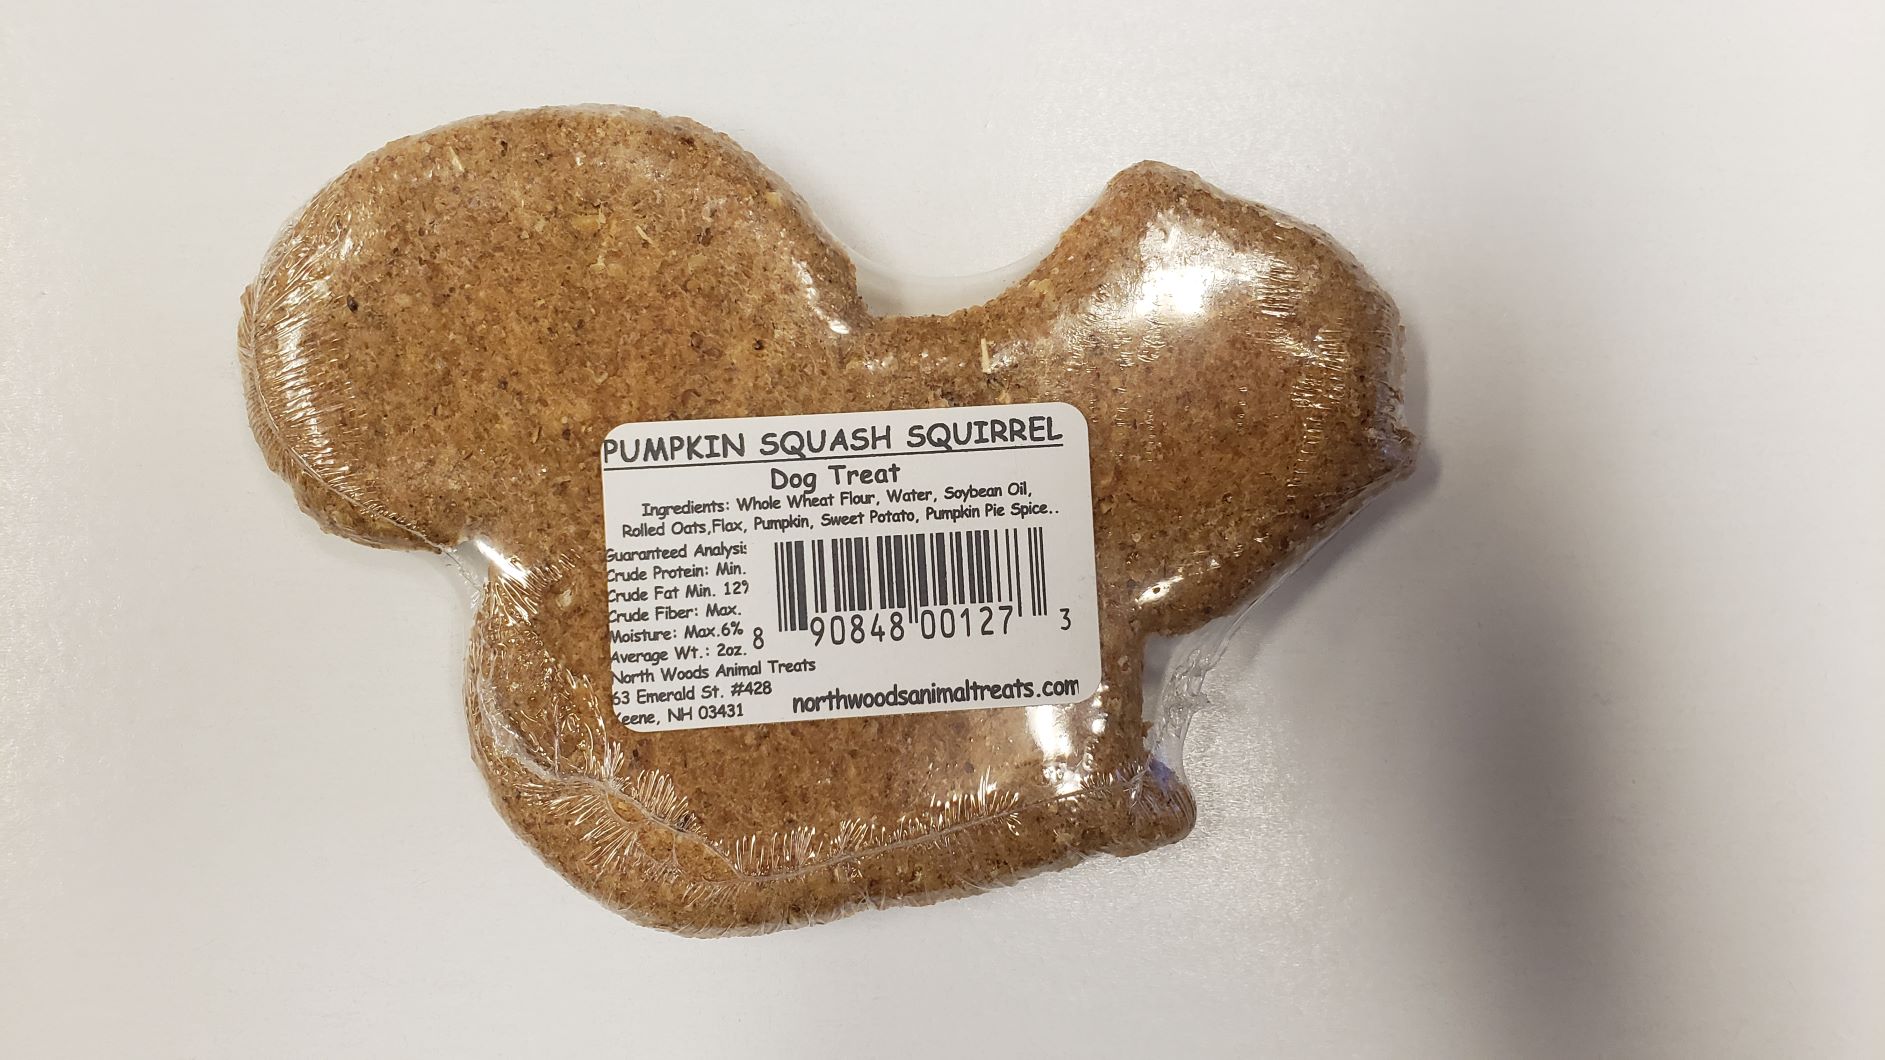 PUMPKIN SQUASH SQUIRREL
Dog Treat
Ingredients: Whole Wheat Flour, Water, Soybean Oil,
Rolled Oats,Flax, Pumpkin, Sweet Potato, Pumpkin Pie Spice..
Guaranteed Analysis
Crude Protein: Min.
Crude Fat Min. 12%
Crude Fiber: Max.
Moisture: Max.6%
Average Wt.: 2oz.
8 90848 00127 3
North Woods Animal Treats
63 Emerald St. #428
Keene, NH 03431
northwoodsanimaltreats.com